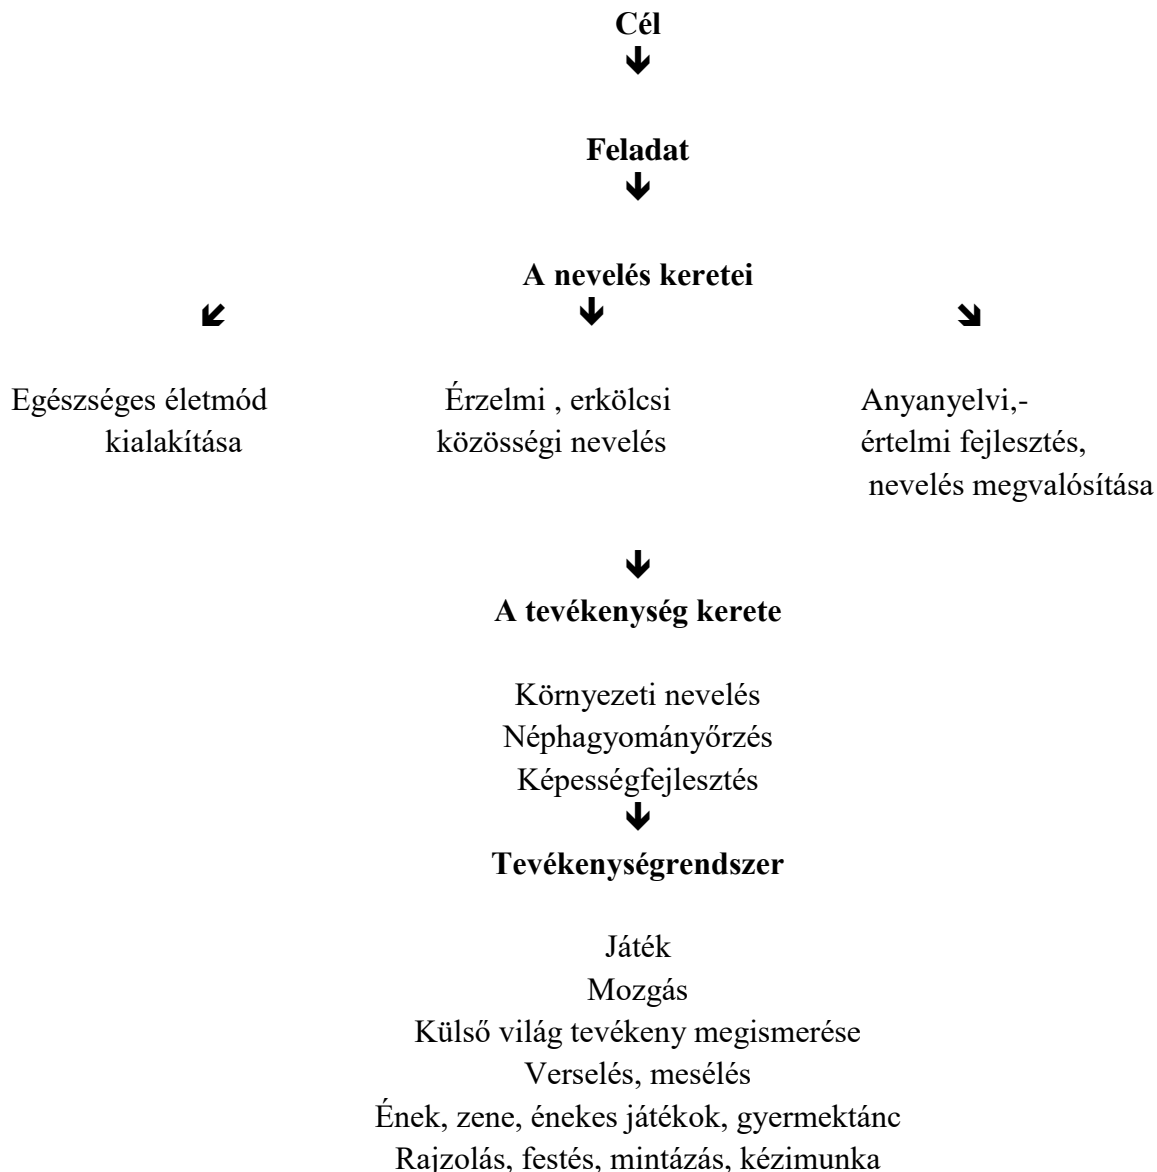 Cél
Feladat
A nevelés keretei
Egészséges életmód
kialakítása
Érzelmi , erkölcsi
közösségi nevelés
Anyanyelvi,-
értelmi fejlesztés,
nevelés megvalósítása
A tevékenység kerete
Környezeti nevelés
Néphagyományőrzés
Képességfejlesztés
Tevékenységrendszer
Játék
Mozgás
Külső világ tevékeny megismerése
Verselés, mesélés
Ének, zene, énekes játékok, gyermektánc
Rajzolás, festés, mintázás, kézimunka